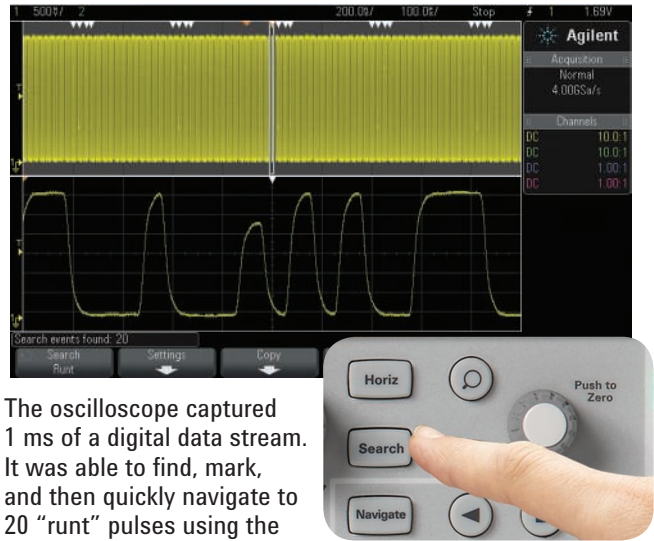 1 500▽/ 2 200.0▽/ 100.0▽/ Stop 1 1.69V
Agilent
Acquisition
Normal
4.00GSa/s
Channels
DC 10.0:1
DC 10.0:1
DC 1.00:1
DC 1.00:1
Search events found: 20
Search Settings Copy
Runt
Horiz
Push to
Zero
Search
Navigate
The oscilloscope captured
1 ms of a digital data stream.
It was able to find, mark,
and then quickly navigate to
20 “runt” pulses using the